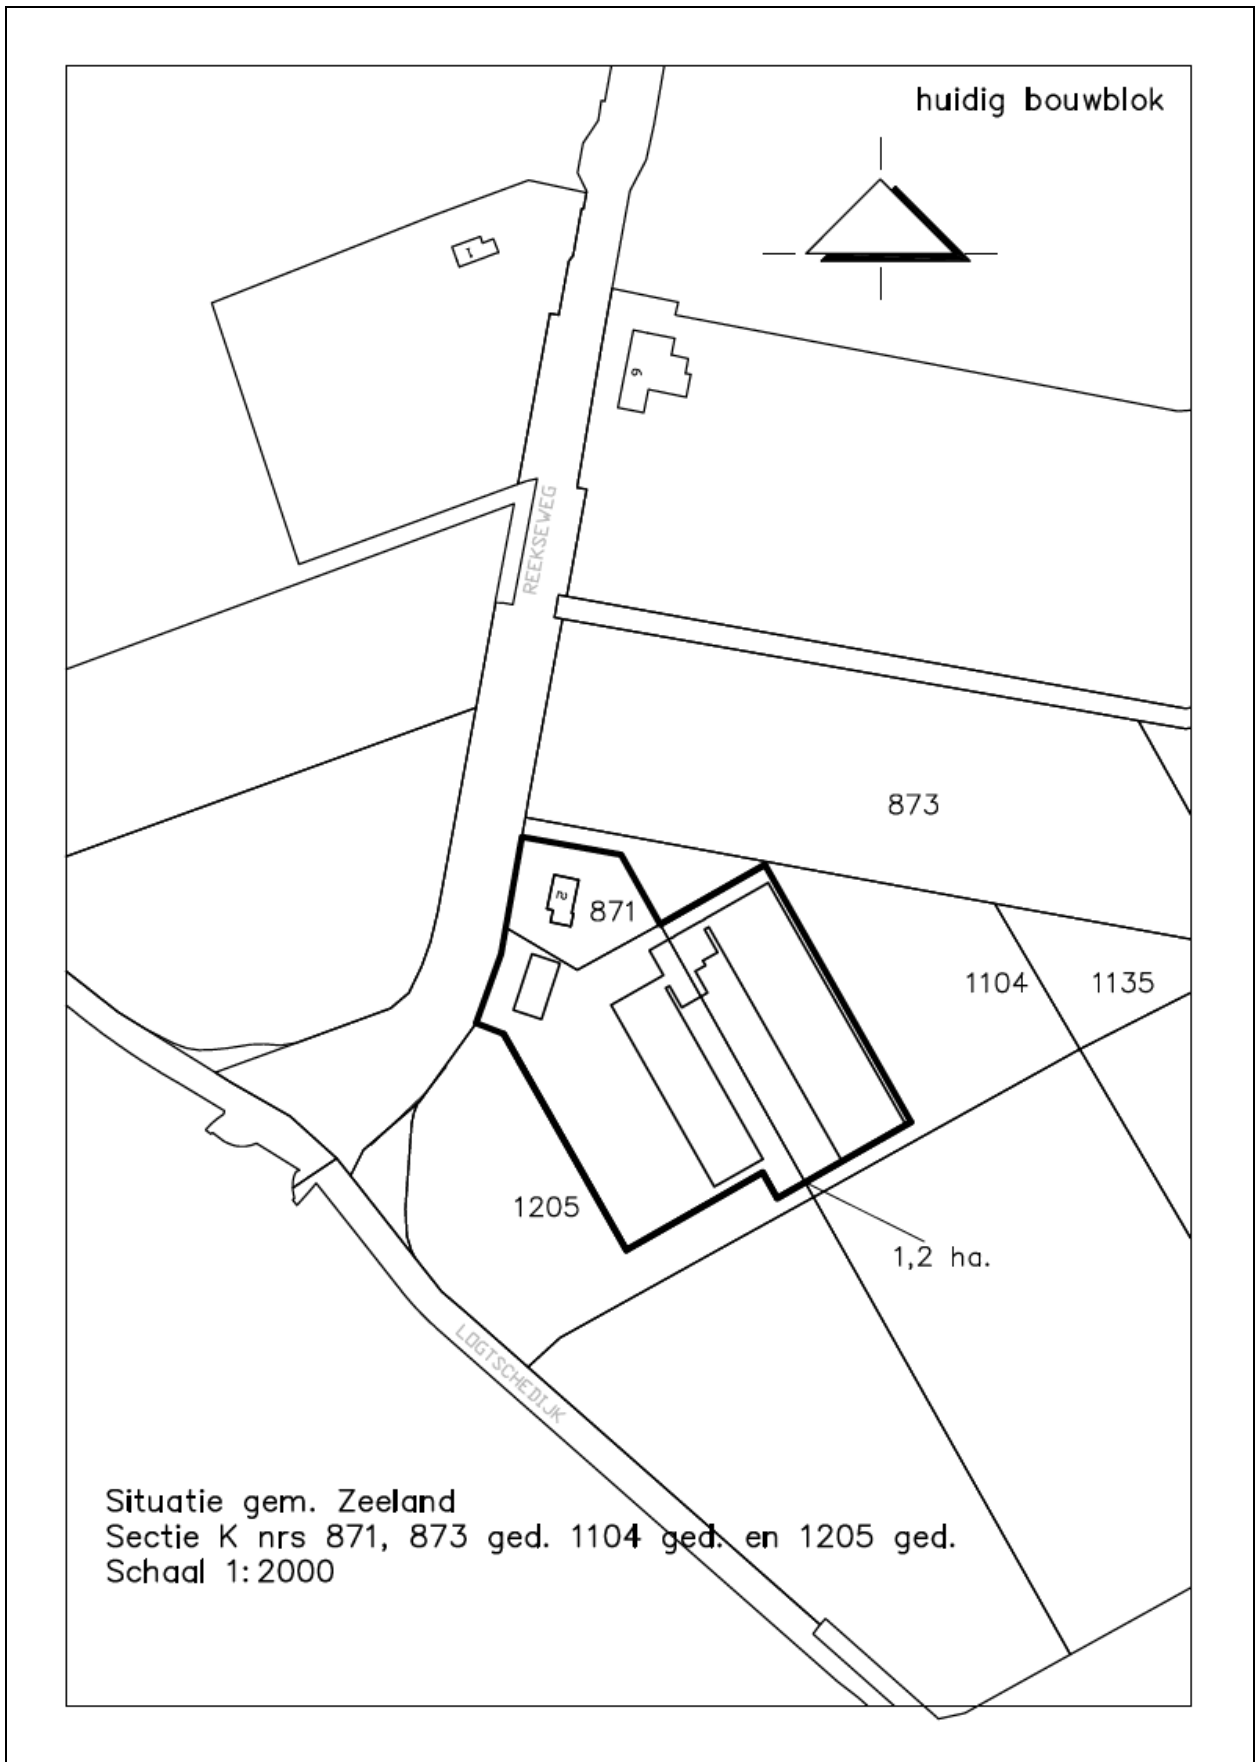 huidig bouwblok
1
9
REEKSEWEG
873
2
871
1104
1135
1205
1,2 ha.
LOGTSCHEDIJK
Situatie gem. Zeeland
Sectie K nrs 871, 873 ged. 1104 ged. en 1205 ged.
Schaal 1:2000